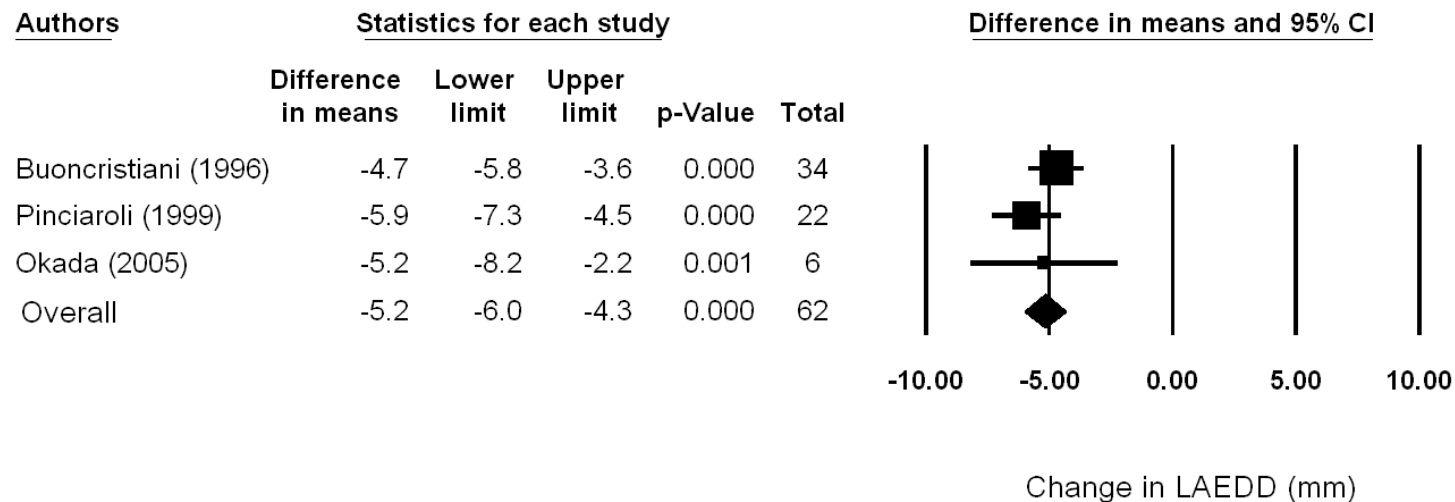 Authors Statistics for each study Difference in means and 95% CI
Difference Lower Upper
in means limit limit p-Value Total
Buoncristiani (1996) -4.7 -5.8 -3.6 0.000 34
Pinciaroli (1999) -5.9 -7.3 -4.5 0.000 22
Okada (2005) -5.2 -8.2 -2.2 0.001 6
Overall -5.2 -6.0 -4.3 0.000 62
-10.00 -5.00 0.00 5.00 10.00
Change in LAEDD (mm)